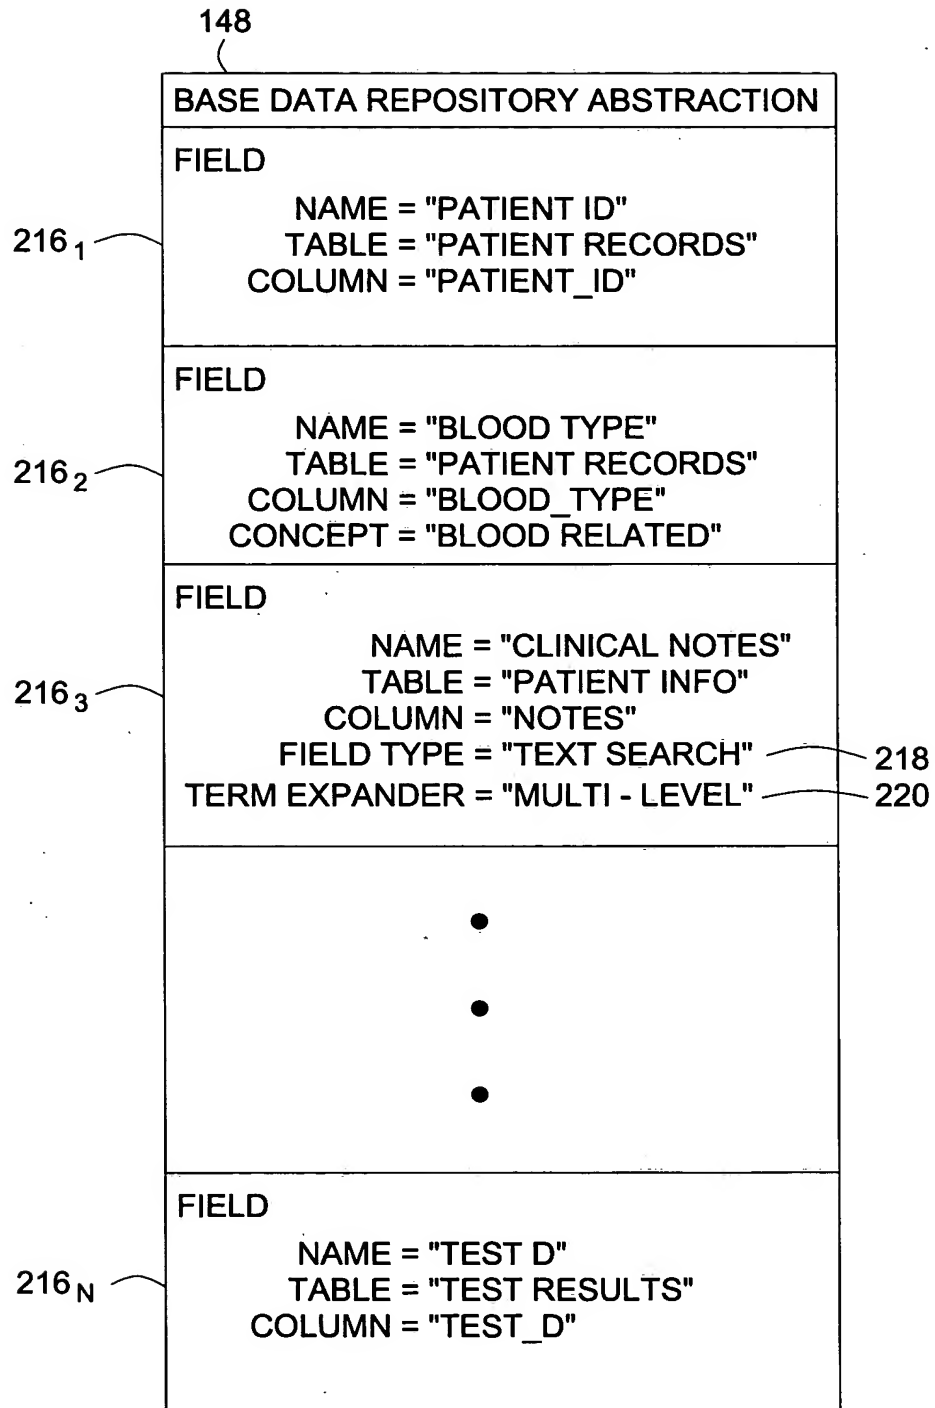 148
BASE DATA REPOSITORY ABSTRACTION
FIELD
NAME = "PATIENT ID"
216₁
TABLE = "PATIENT RECORDS"
COLUMN = "PATIENT_ID"
FIELD
NAME = "BLOOD TYPE"
216₂
TABLE = "PATIENT RECORDS"
COLUMN = "BLOOD_TYPE"
CONCEPT = "BLOOD RELATED"
FIELD
NAME = "CLINICAL NOTES"
216₃
TABLE = "PATIENT INFO"
COLUMN = "NOTES"
FIELD TYPE = "TEXT SEARCH" 218
TERM EXPANDER = "MULTI - LEVEL" 220
FIELD
NAME = "TEST D"
216 N
TABLE = "TEST RESULTS"
COLUMN = "TEST_D"